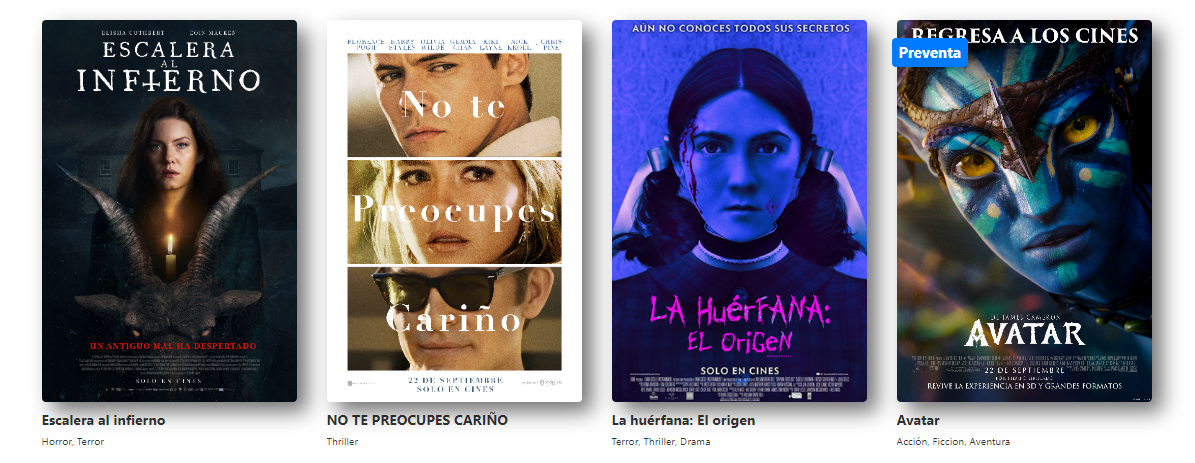 ELISHA CUTHBERT EOIN MACKEN
ESCALERA
AL
INFIERNO
UN ANTIGUO MAL HA DESPERTADO
SOLO EN CINES
Escalera al infierno
Horror, Terror
FLORENCE PUGH HARRY STYLES OLIVIA WILDE GEMMA CHAN KIKI LAYNE NICK KROLL CHRIS PINE
No te
Preocupes
Cariño
22 DE SEPTIEMBRE
SOLO EN CINES
NO TE PREOCUPES CARIÑO
Thriller
AÚN NO CONOCES TODOS SUS SECRETOS
LA HuérFANA:
EL OriGeN
SOLO EN CINES
La huérfana: El origen
Terror, Thriller, Drama
REGRESA A LOS CINES
Preventa
DE JAMES CAMERON
AVATAR
22 DE SEPTIEMBRE
REVIVE LA EXPERIENCIA EN 3D Y GRANDES FORMATOS
Avatar
Acción, Ficcion, Aventura